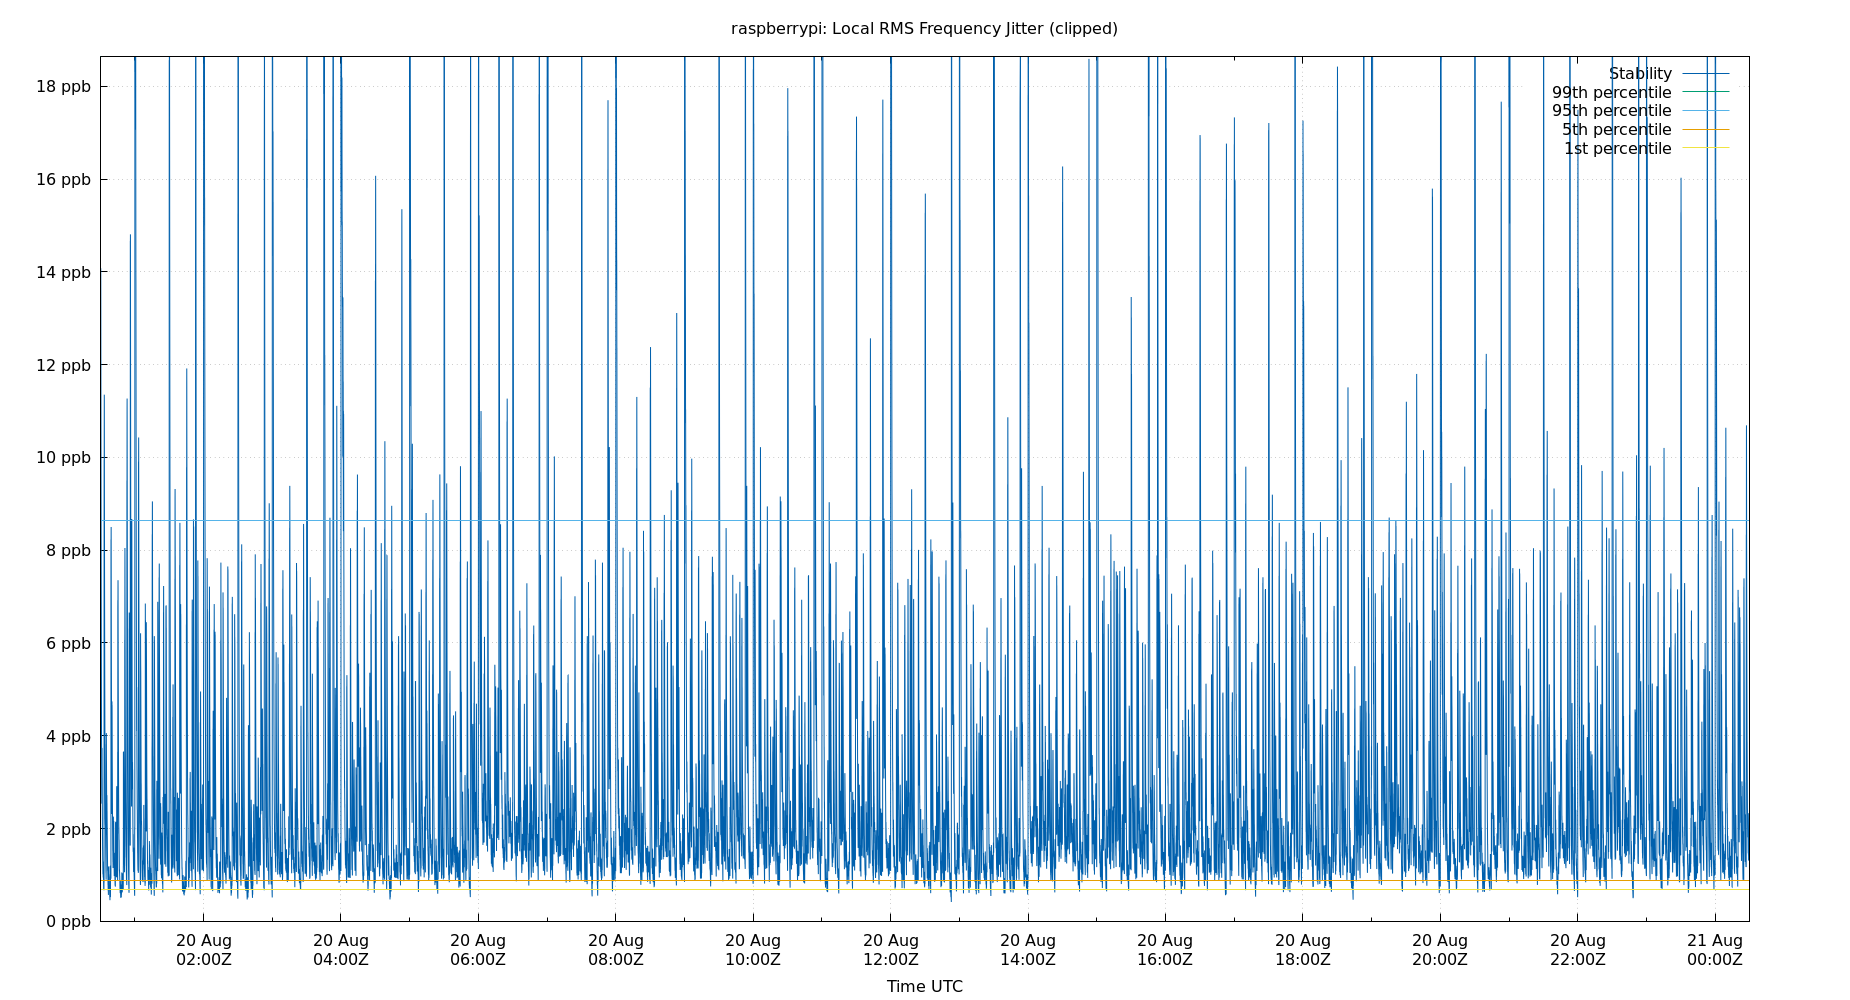 raspberrypi: Local RMS Frequency Jitter (clipped)
18 ppb
16 ppb
14 ppb
12 ppb
10 ppb
8 ppb
6 ppb
4 ppb
2 ppb
0 ppb
Stability
99th percentile
95th percentile
5th percentile
1st percentile
20 Aug 20 Aug 20 Aug 20 Aug 20 Aug 20 Aug 20 Aug 20 Aug 20 Aug 20 Aug 20 Aug 21 Aug
02:00Z 04:00Z 06:00Z 08:00Z 10:00Z 12:00Z 14:00Z 16:00Z 18:00Z 20:00Z 22:00Z 00:00Z
Time UTC